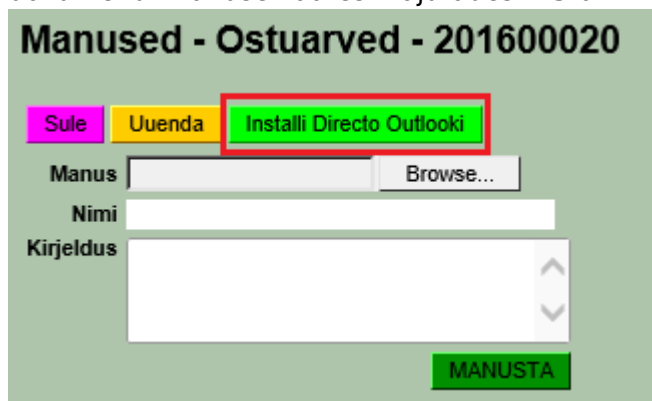 Manused - Ostuarved - 201600020
Sule Uuenda Installi Directo Outlooki
Manus Browse...
Nimi
Kirjeldus
MANUSTA